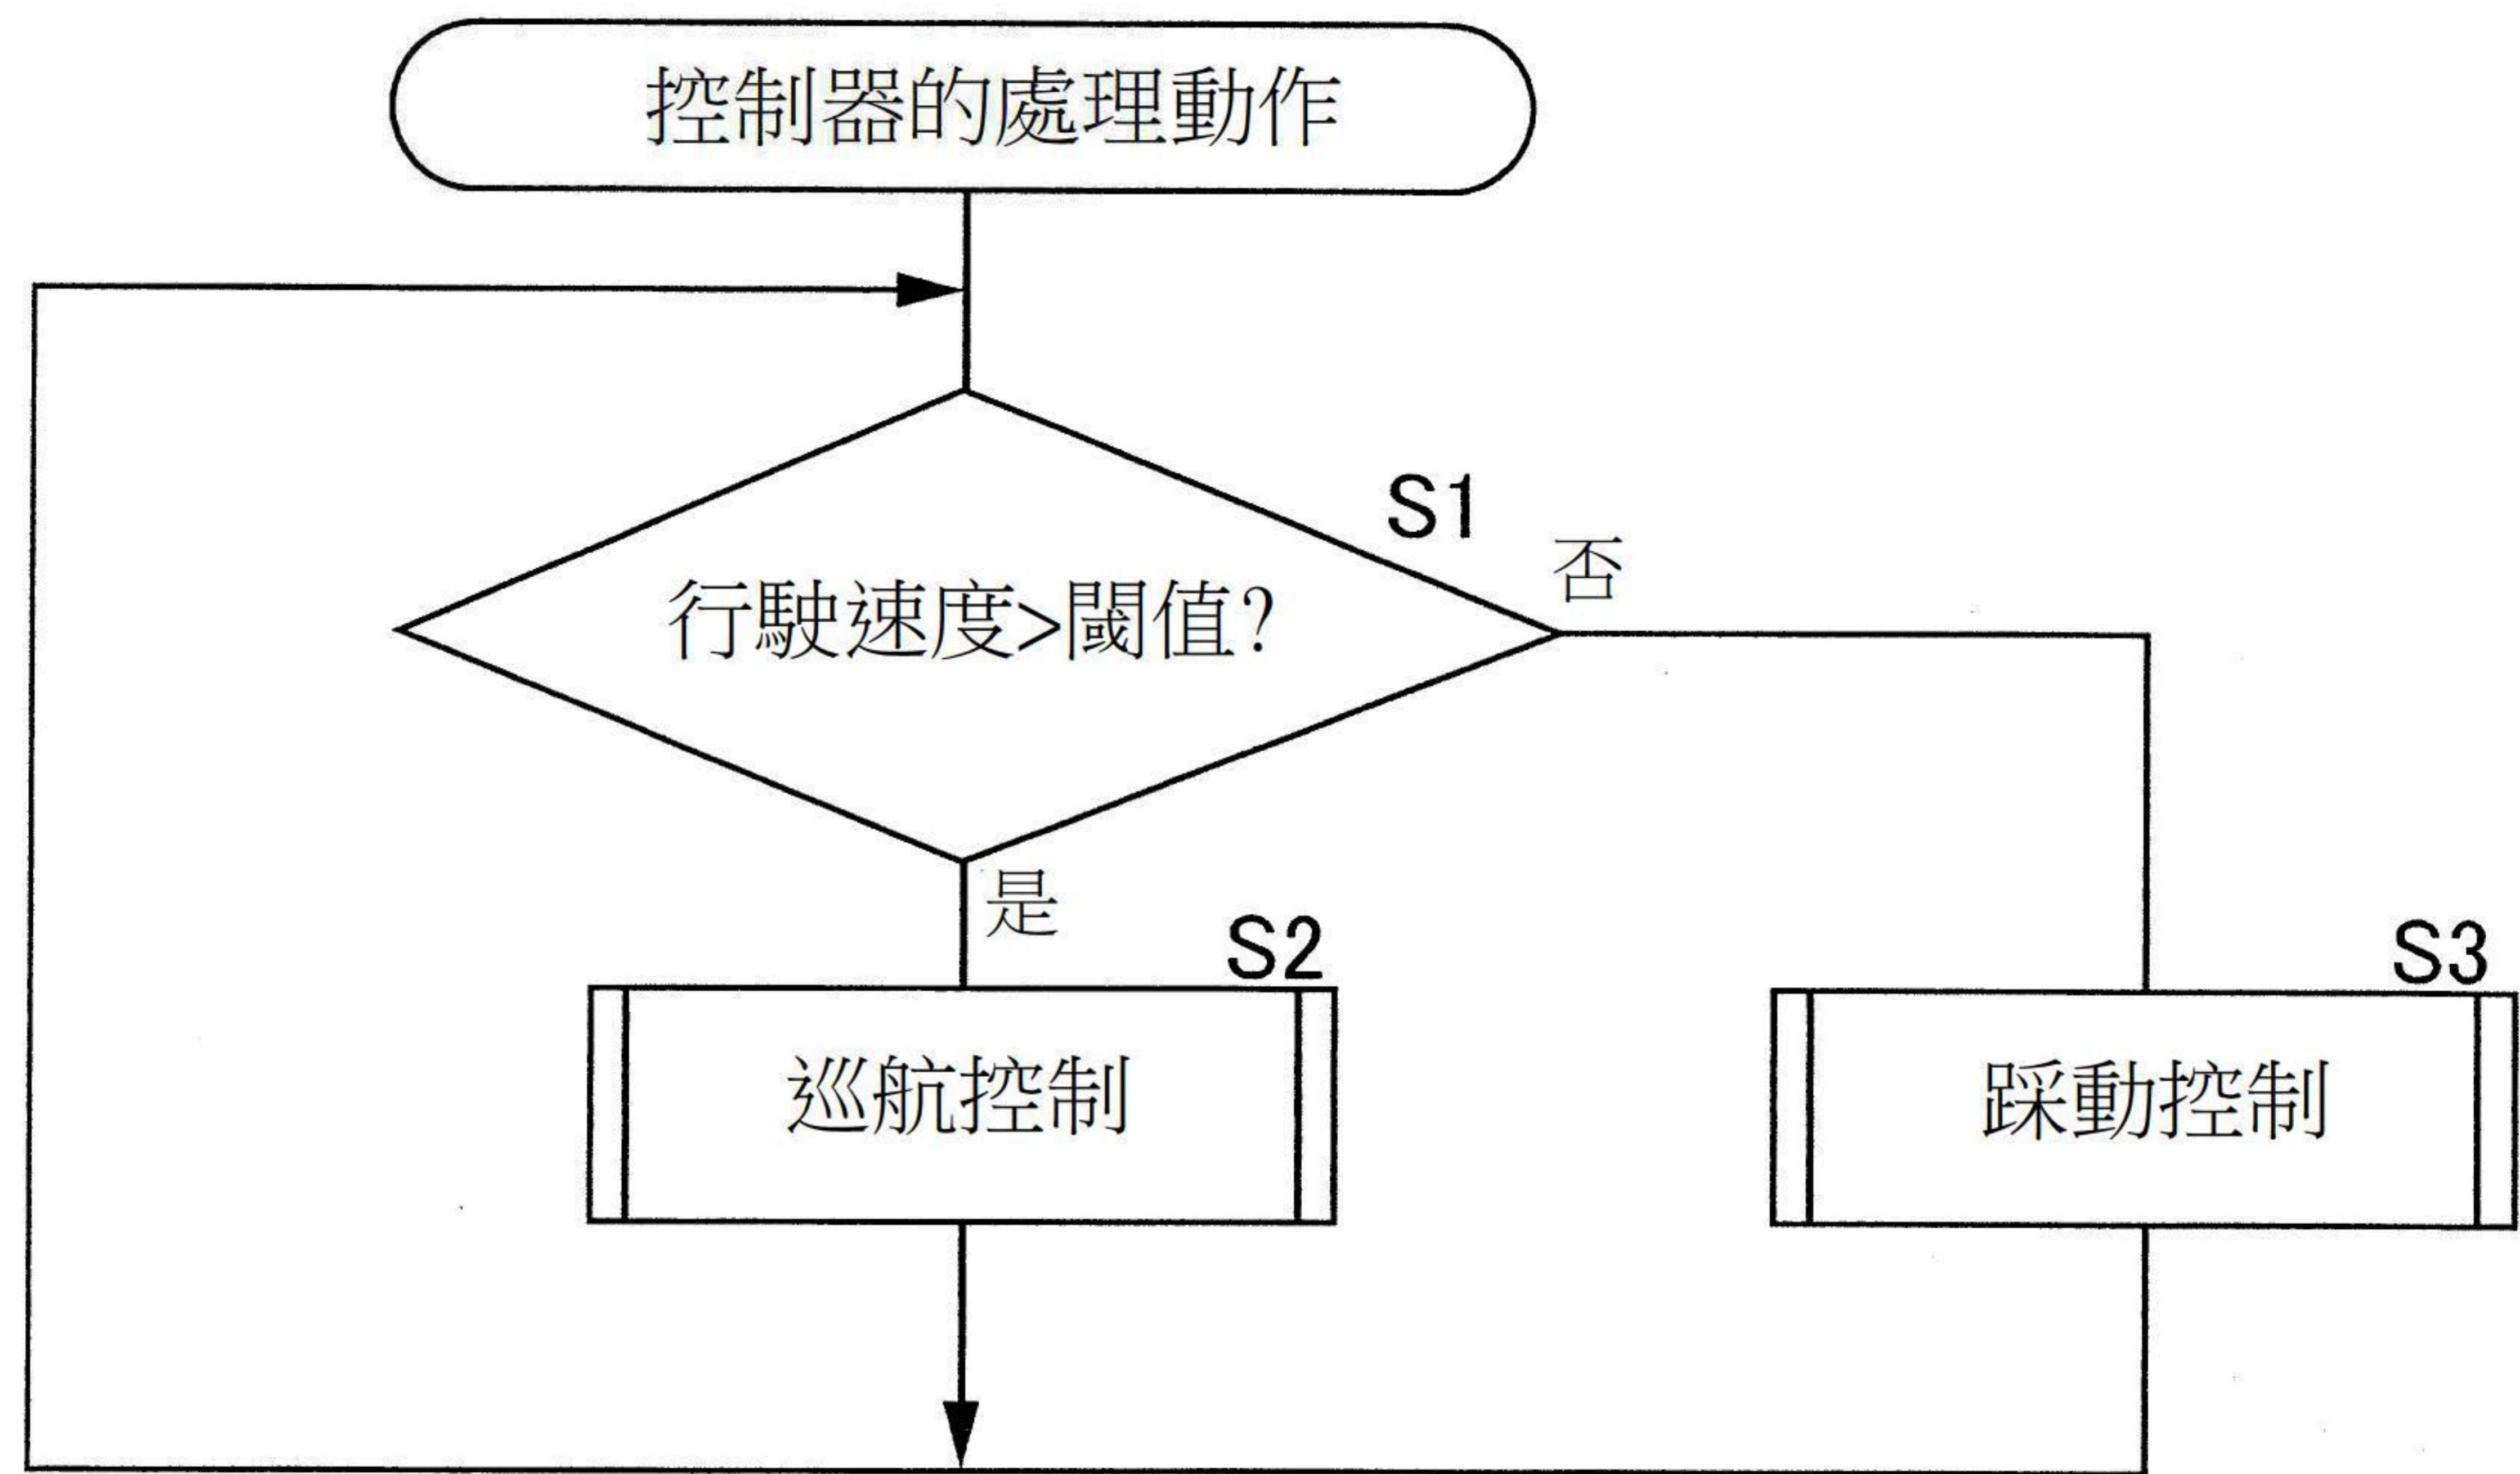 控制器的處理動作
S1
行駛速度>閾值?
否
是
S2
S3
巡航控制
踩動控制